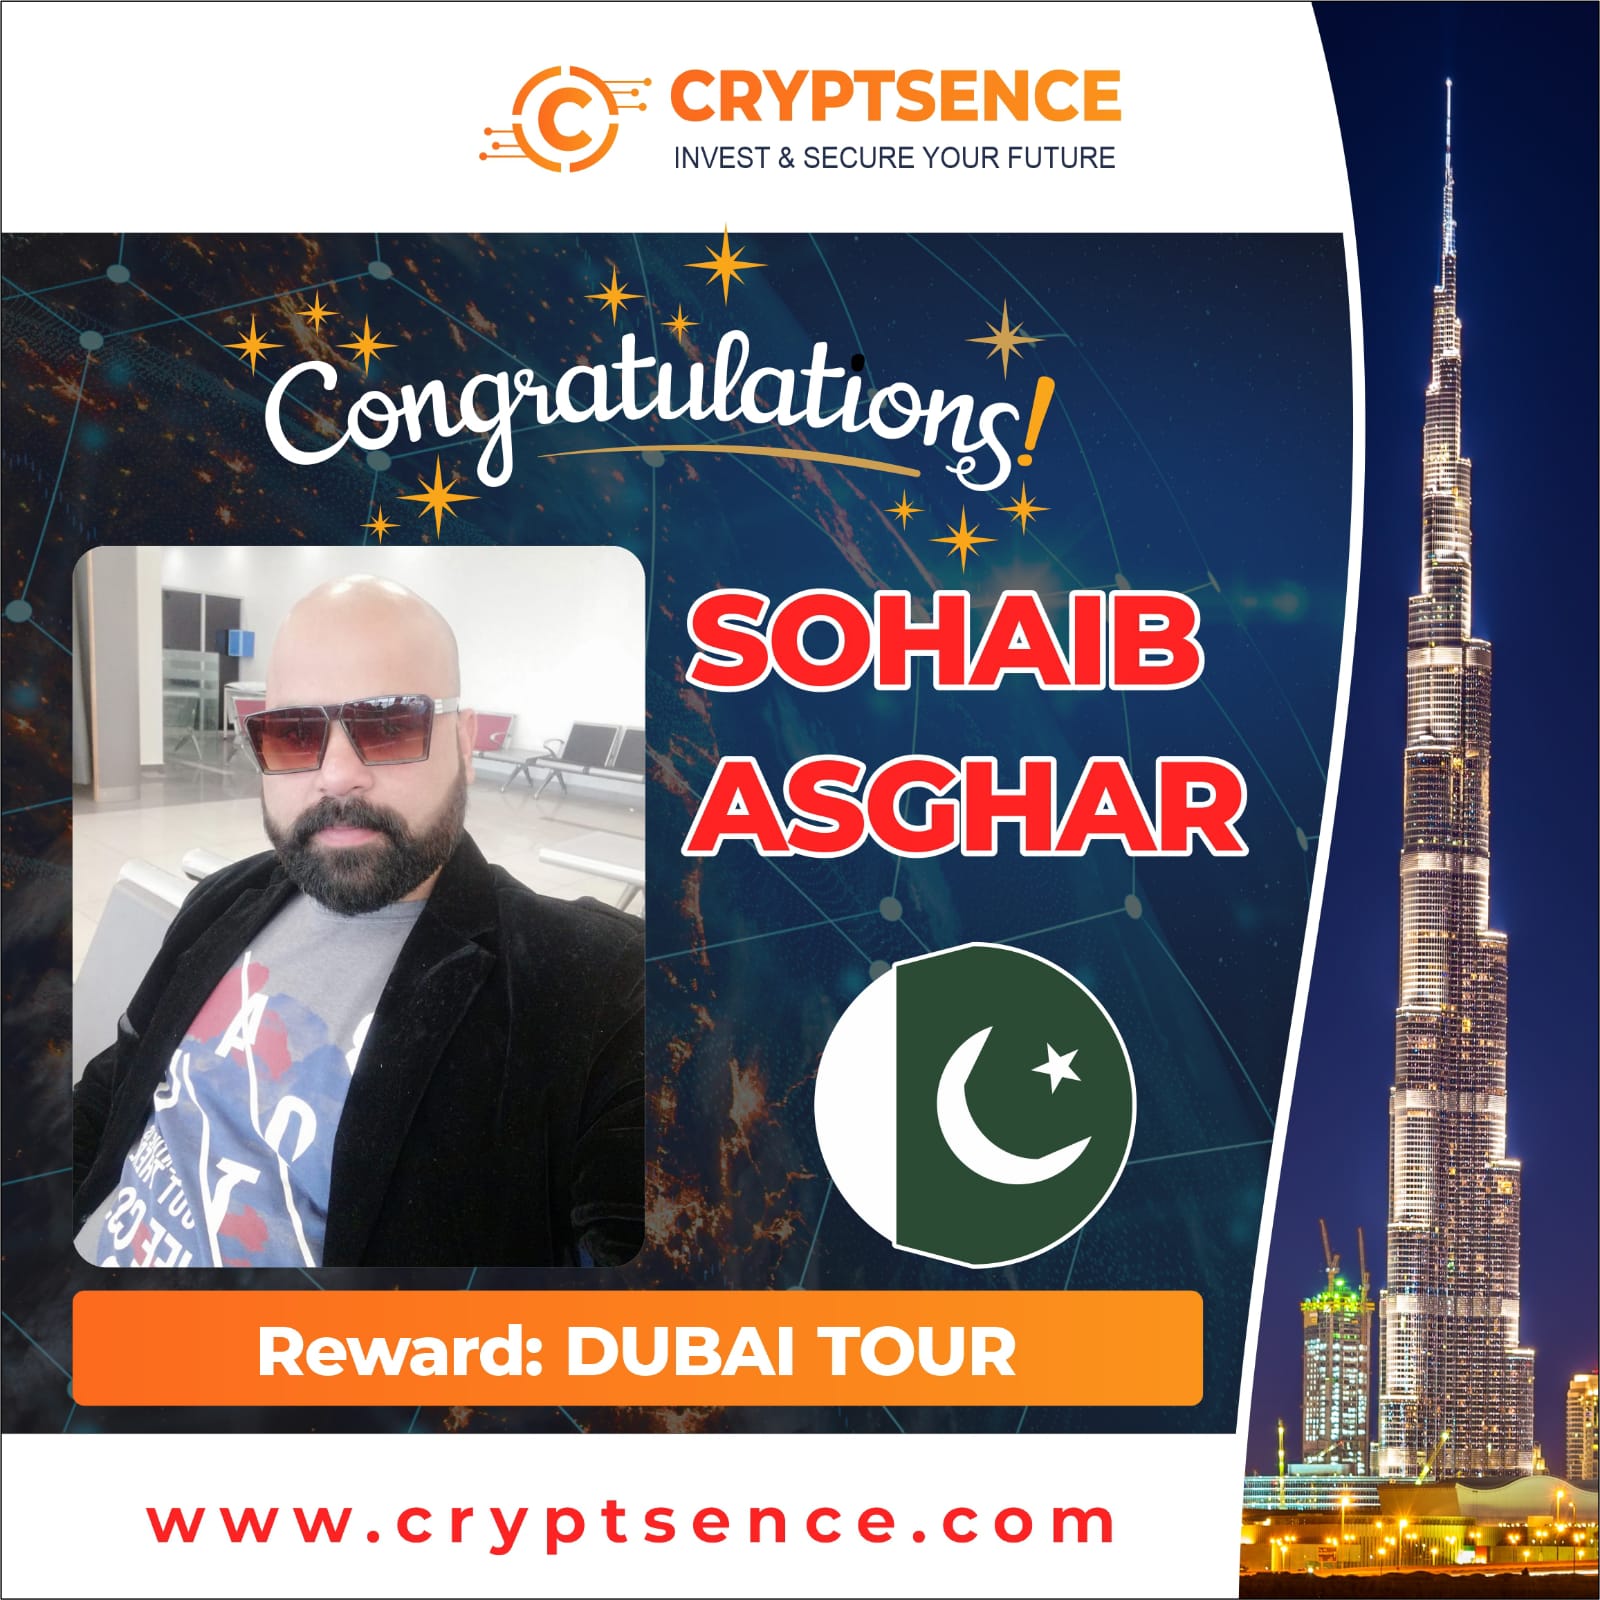 C
CRYPTSENCE
INVEST & SECURE YOUR FUTURE
Congratulations!
SOHAIB
ASGHAR
Reward: DUBAI TOUR
www.cryptsence.com